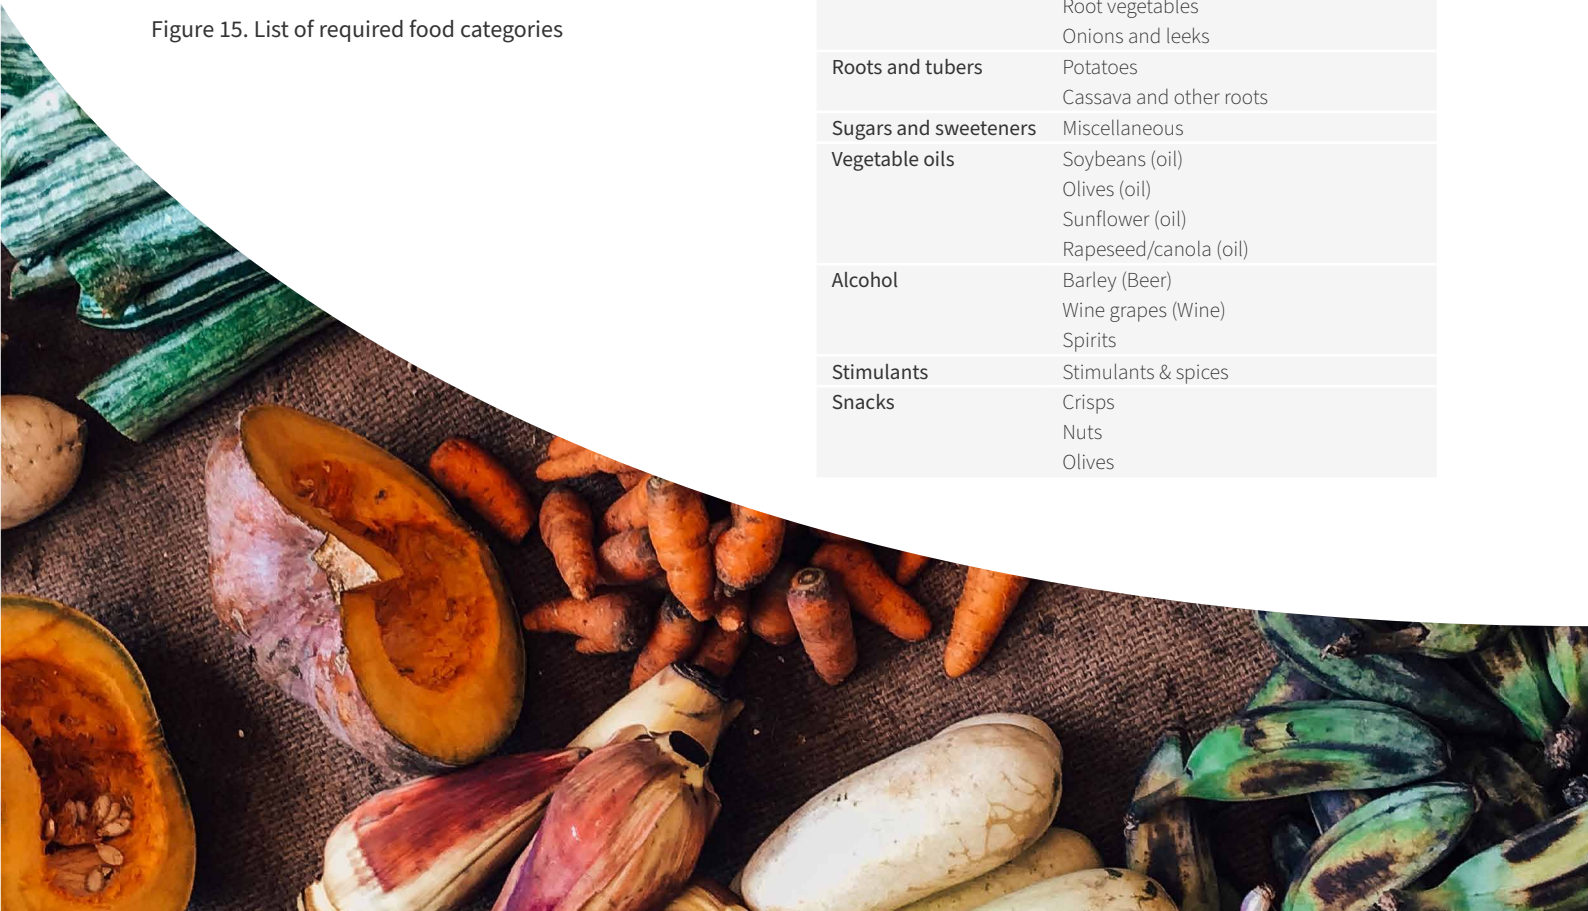 Figure 15. List of required food categories
Root vegetables
Onions and leeks
Roots and tubers Potatoes
Cassava and other roots
Sugars and sweeteners Miscellaneous
Vegetable oils Soybeans (oil)
Olives (oil)
Sunflower (oil)
Rapeseed/canola (oil)
Alcohol Barley (Beer)
Wine grapes (Wine)
Spirits
Stimulants Stimulants & spices
Snacks Crisps
Nuts
Olives